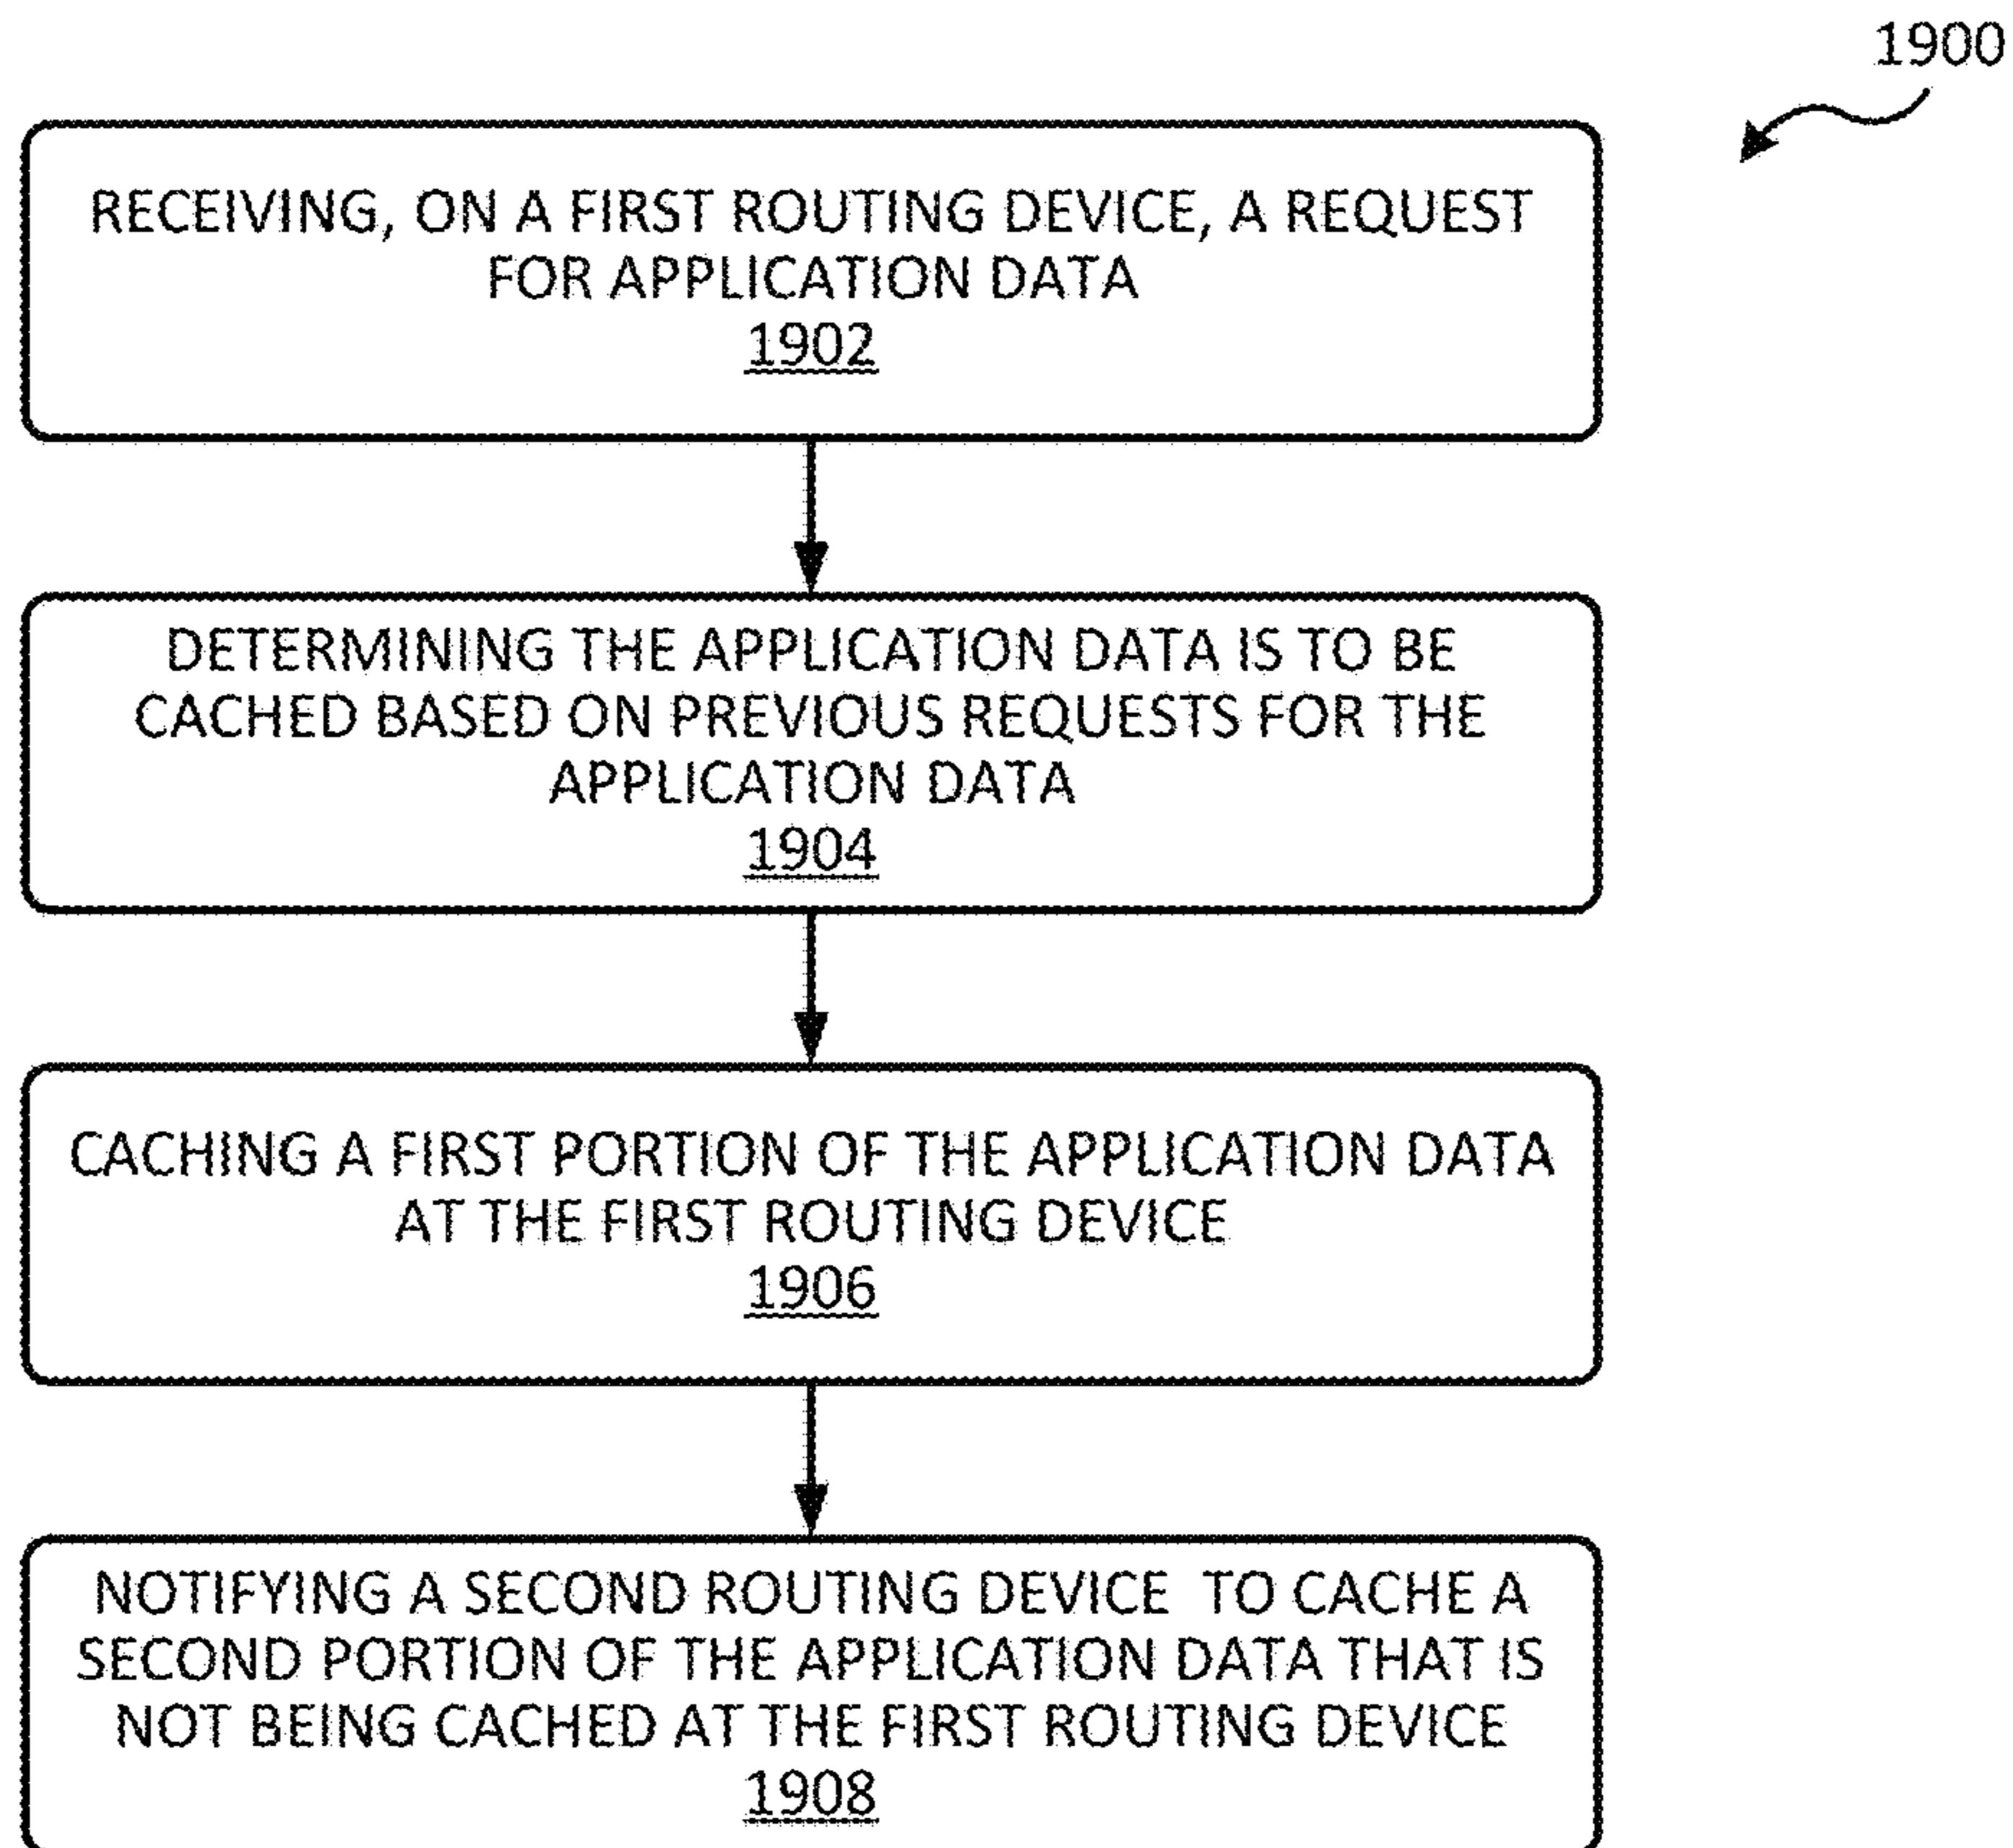 1900
RECEIVING, ON A FIRST ROUTING DEVICE, A REQUEST
FOR APPLICATION DATA
1902
DETERMINING THE APPLICATION DATA IS TO BE
CACHED BASED ON PREVIOUS REQUESTS FOR THE
APPLICATION DATA
1904
CACHING A FIRST PORTION OF THE APPLICATION DATA
AT THE FIRST ROUTING DEVICE
1906
NOTIFYING A SECOND ROUTING DEVICE TO CACHE A
SECOND PORTION OF THE APPLICATION DATA THAT IS
NOT BEING CACHED AT THE FIRST ROUTING DEVICE
1908